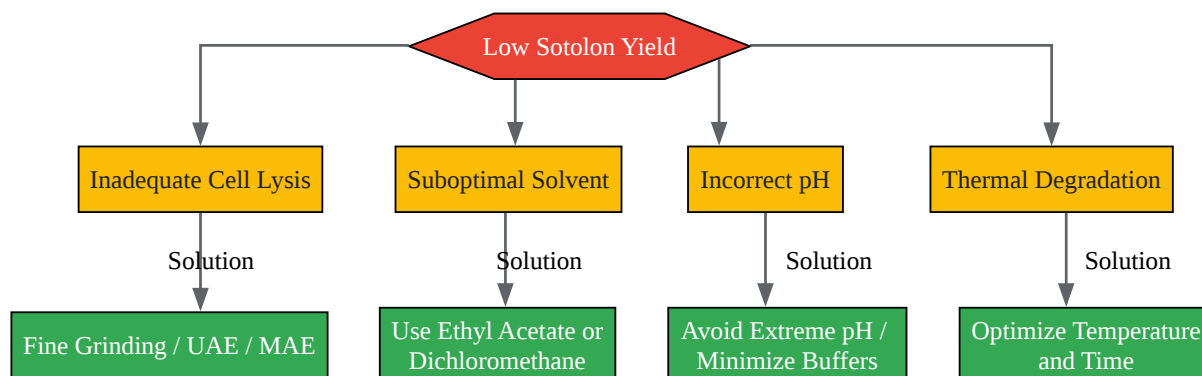 Low Sotolon Yield
Inadequate Cell Lysis
Suboptimal Solvent
Incorrect pH
Thermal Degradation
Solution
Solution
Solution
Solution
Fine Grinding / UAE / MAE
Use Ethyl Acetate or
Dichloromethane
Avoid Extreme pH /
Minimize Buffers
Optimize Temperature
and Time